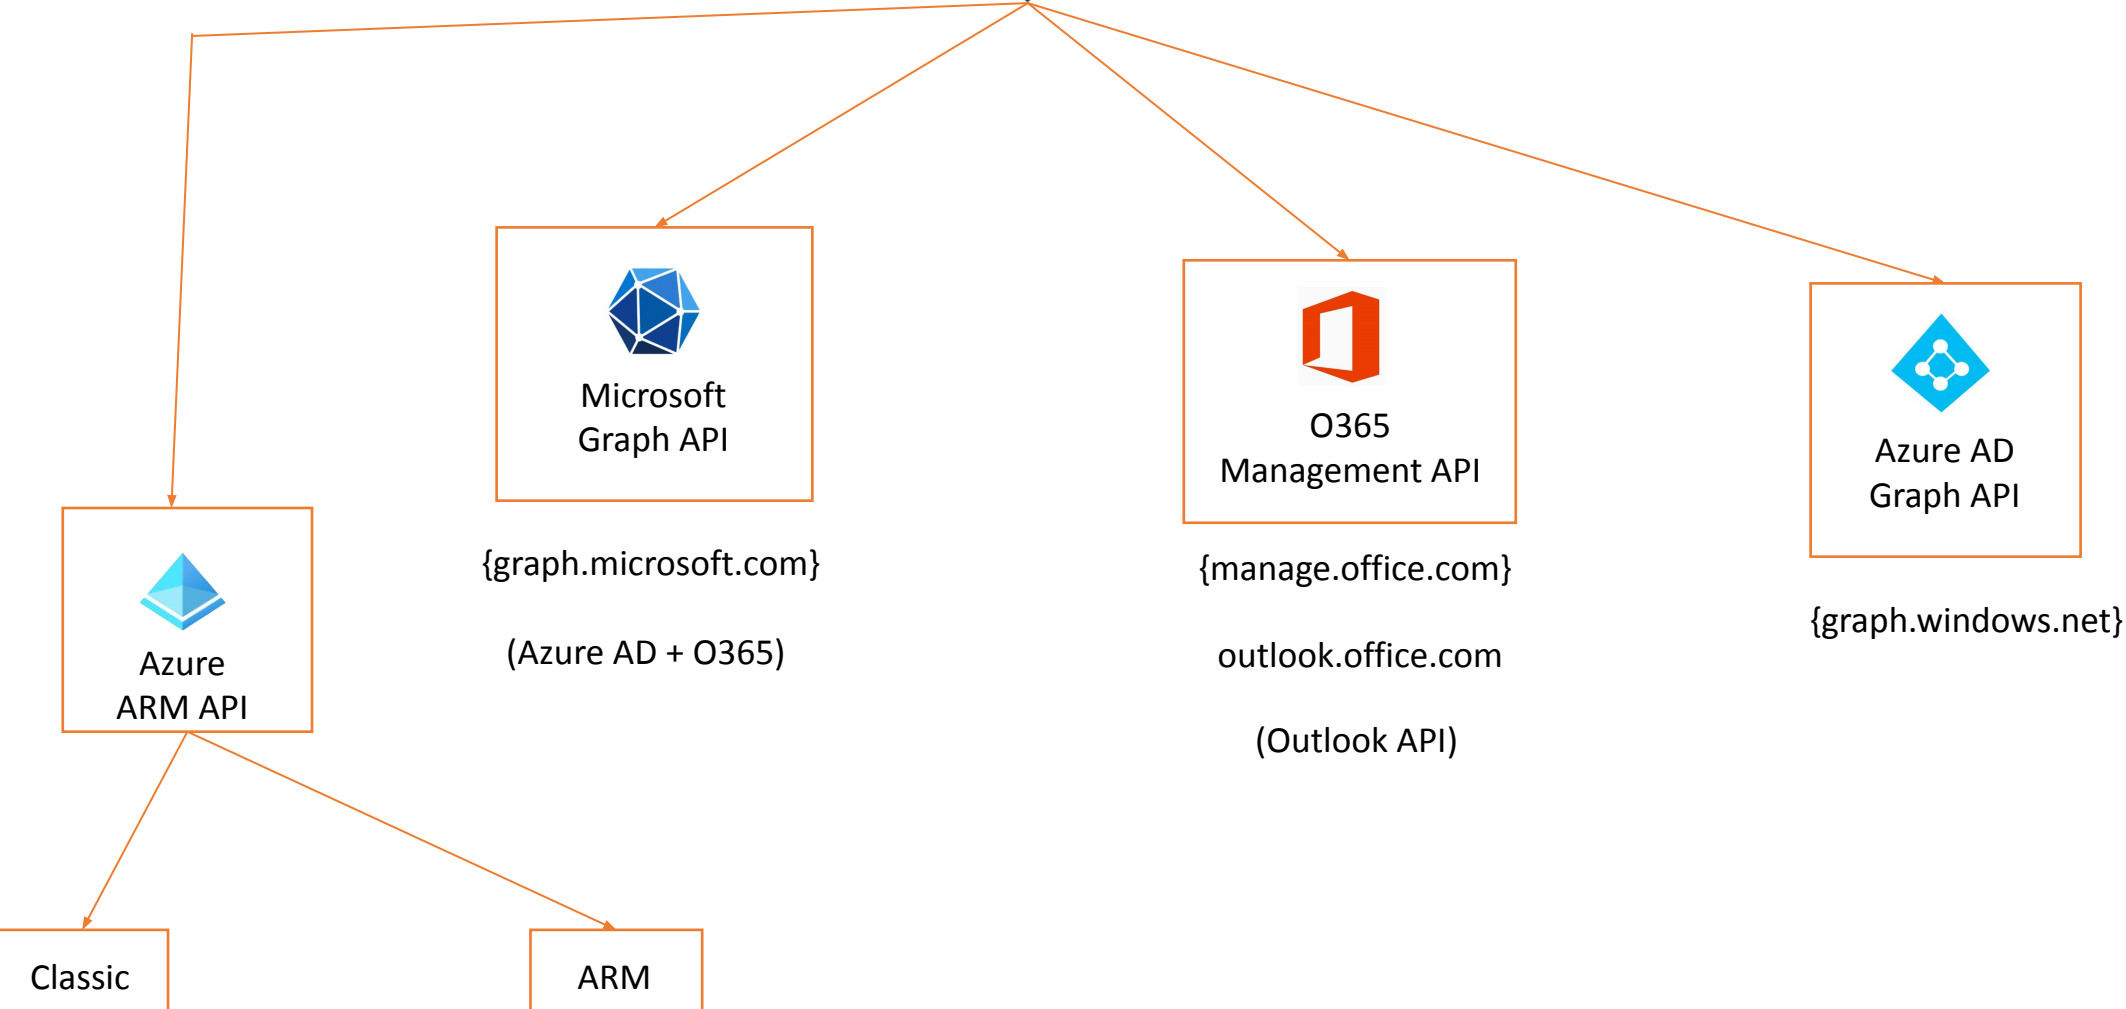 Microsoft
Graph API
{graph.microsoft.com}
(Azure AD + O365)
O365
Management API
{manage.office.com}
outlook.office.com
(Outlook API)
Azure AD
Graph API
{graph.windows.net}
Azure
ARM API
Classic
ARM